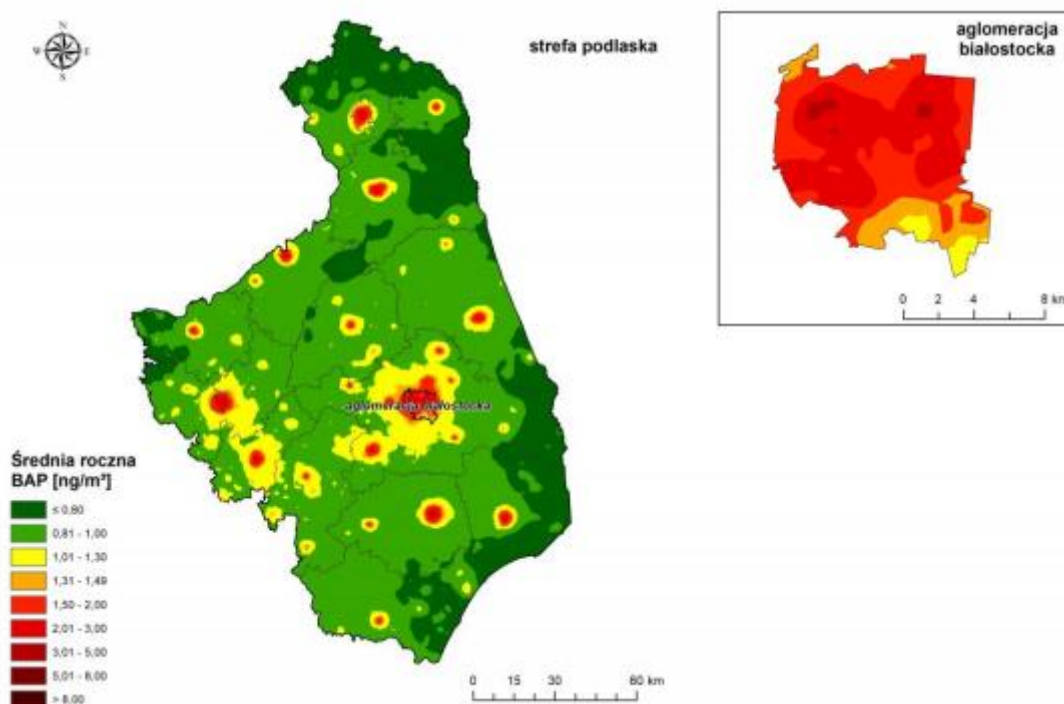 N
W E
S
strefa podlaska
aglomeracja
białostocka
0 2 4 8 km
aglomeracja białostocka
Średnia roczna
BAP [ng/m³]
≤ 0,80
0,81 - 1,00
1,01 - 1,30
1,31 - 1,49
1,50 - 2,00
2,01 - 3,00
3,01 - 5,00
5,01 - 8,00
> 8,00
0 15 30 60 km